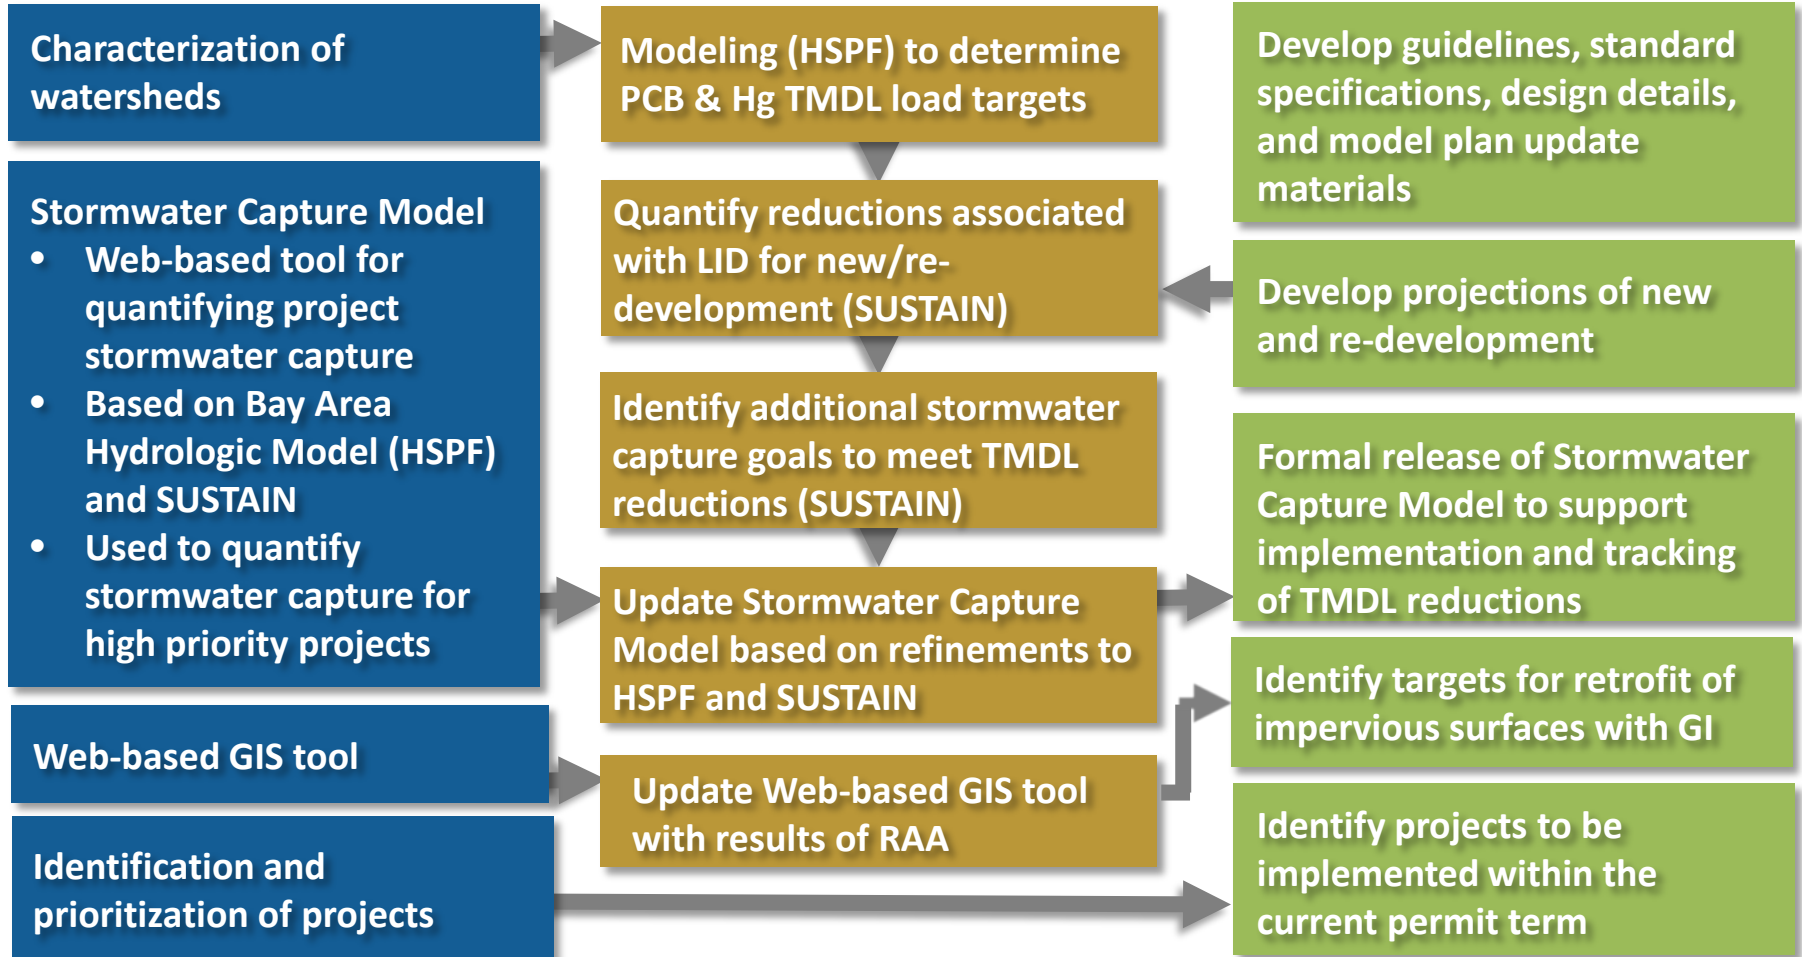 Characterization of
watersheds
Stormwater Capture Model
• Web-based tool for
quantifying project
stormwater capture
• Based on Bay Area
Hydrologic Model (HSPF)
and SUSTAIN
• Used to quantify
stormwater capture for
high priority projects
Web-based GIS tool
Identification and
prioritization of projects
Modeling (HSPF) to determine
PCB & Hg TMDL load targets
Quantify reductions associated
with LID for new/re-
development (SUSTAIN)
Identify additional stormwater
capture goals to meet TMDL
reductions (SUSTAIN)
Update Stormwater Capture
Model based on refinements to
HSPF and SUSTAIN
Update Web-based GIS tool
with results of RAA
Develop guidelines, standard
specifications, design details,
and model plan update
materials
Develop projections of new
and re-development
Formal release of Stormwater
Capture Model to support
implementation and tracking
of TMDL reductions
Identify targets for retrofit of
impervious surfaces with GI
Identify projects to be
implemented within the
current permit term